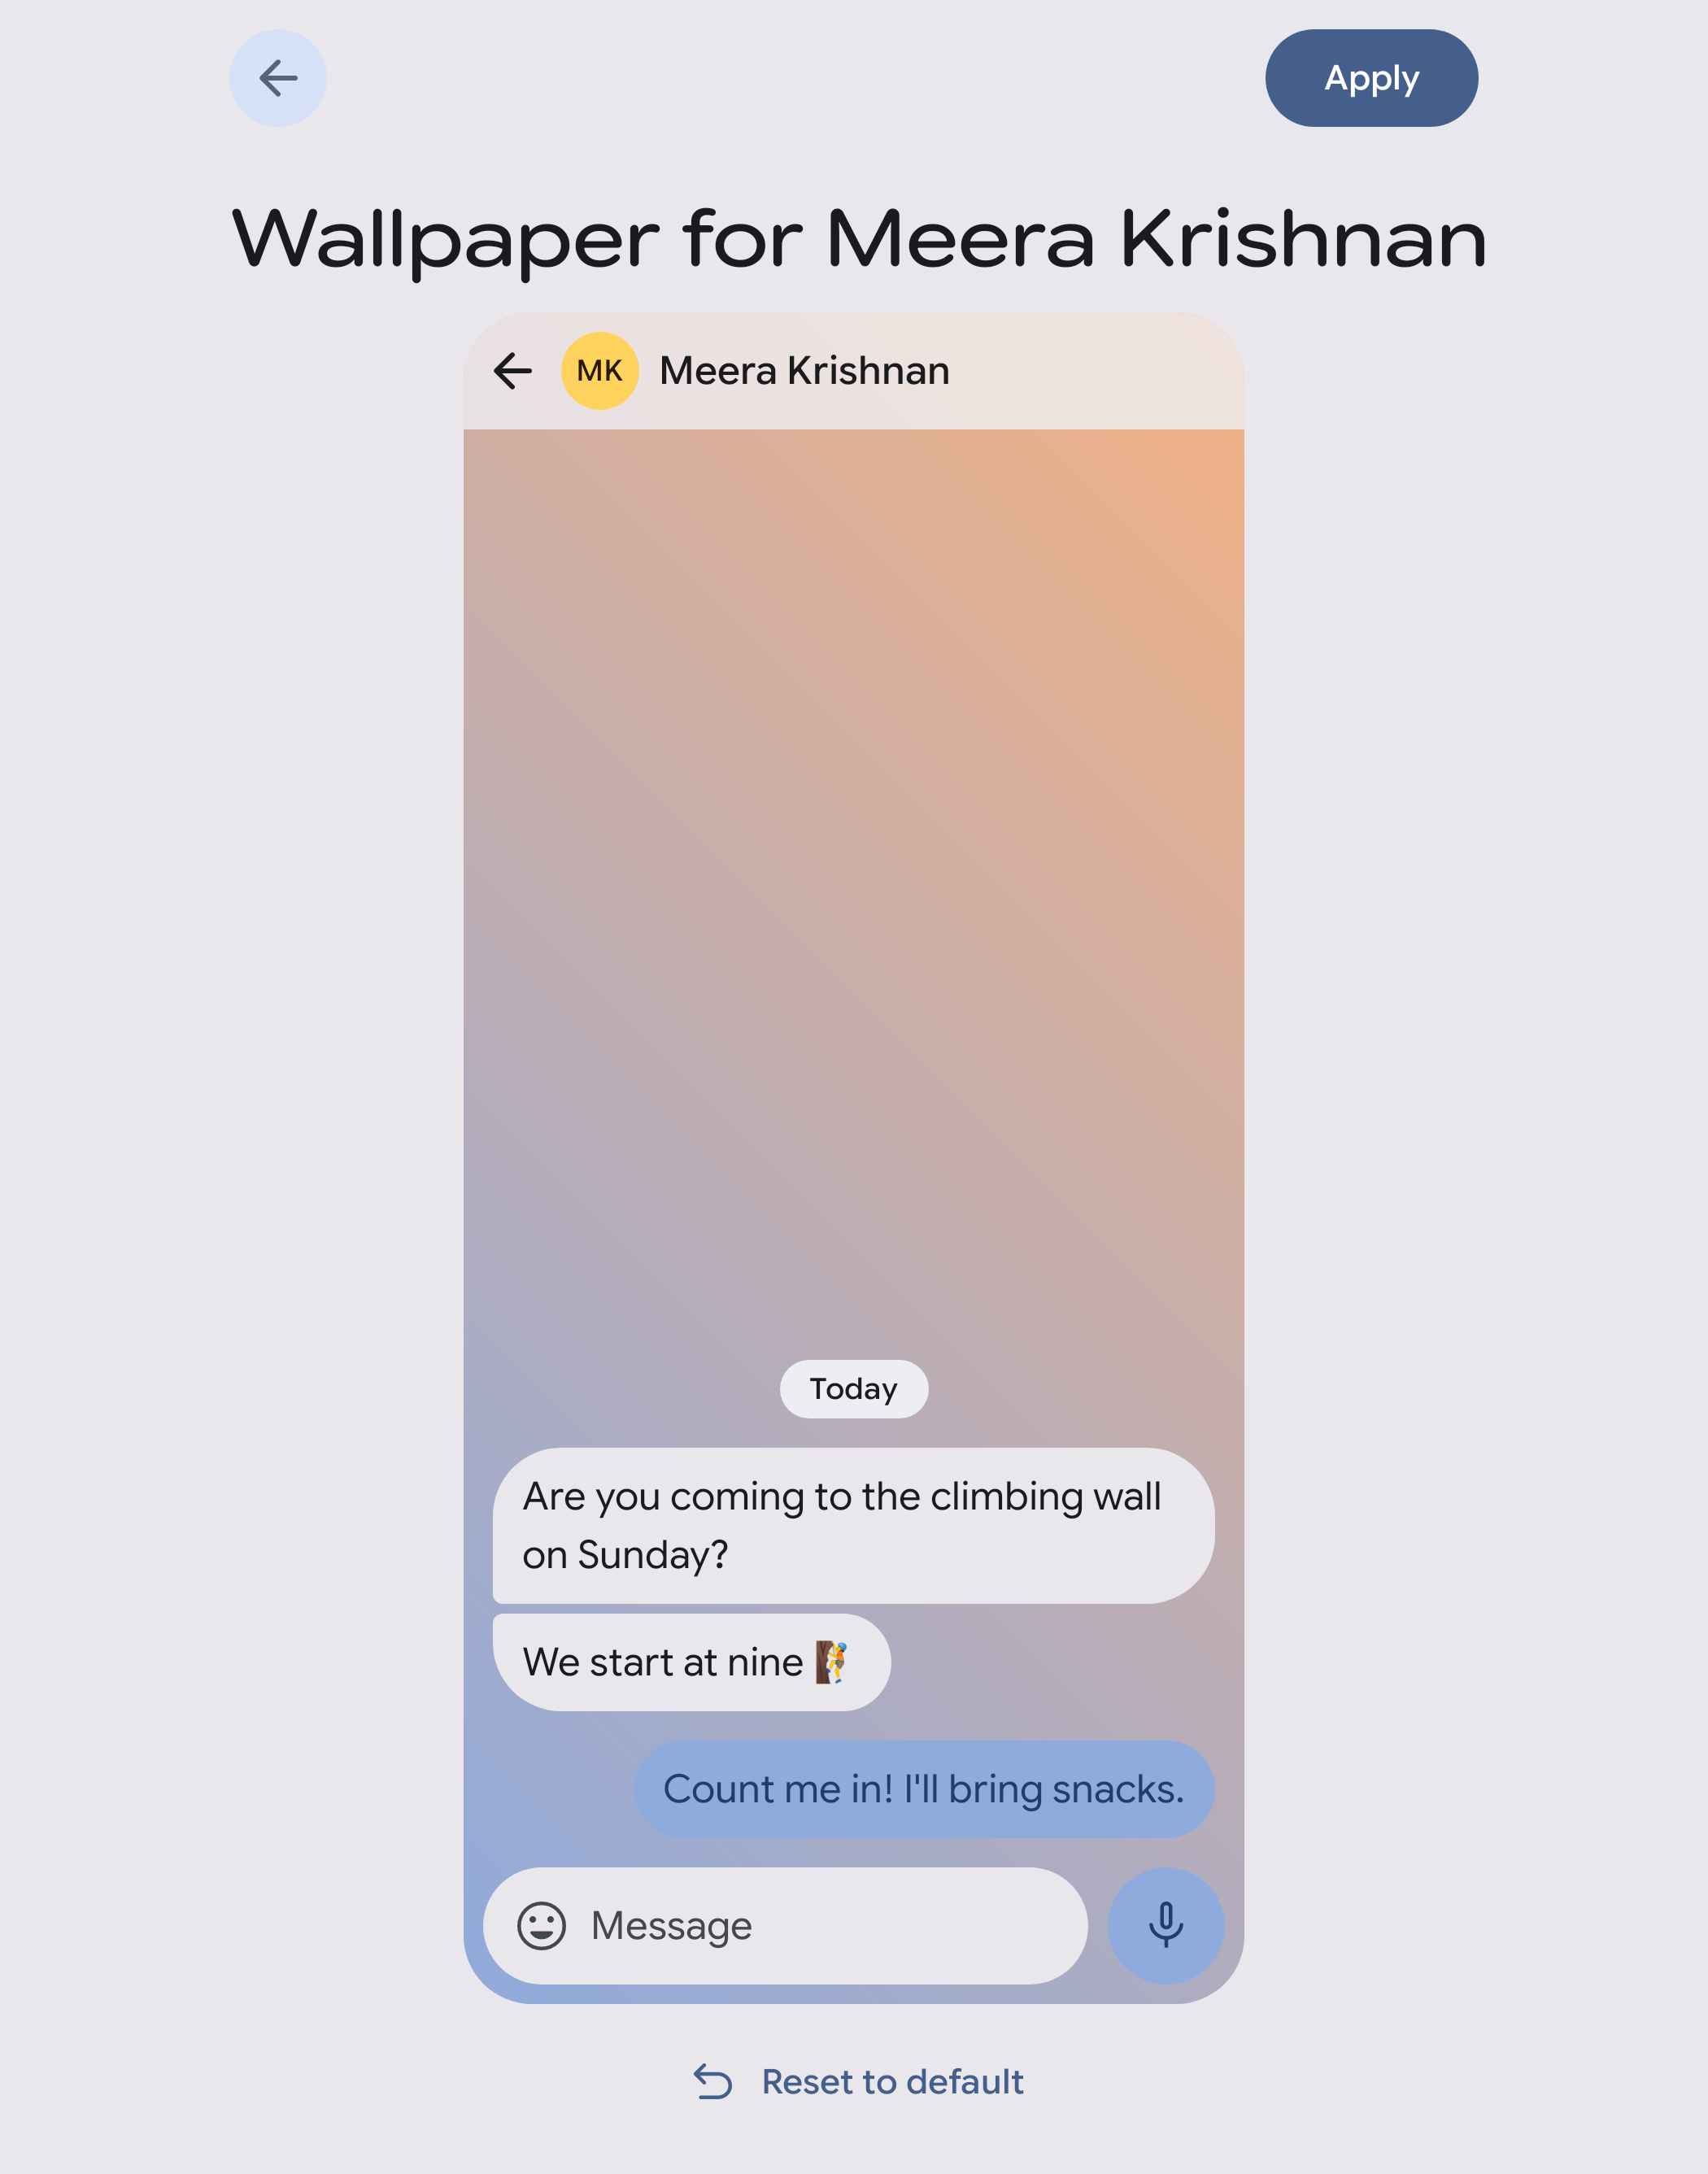 Apply
Wallpaper for Meera Krishnan
MK Meera Krishnan
Today
Are you coming to the climbing wall
on Sunday?
We start at nine 🧗
Count me in! I'll bring snacks.
Message
Reset to default